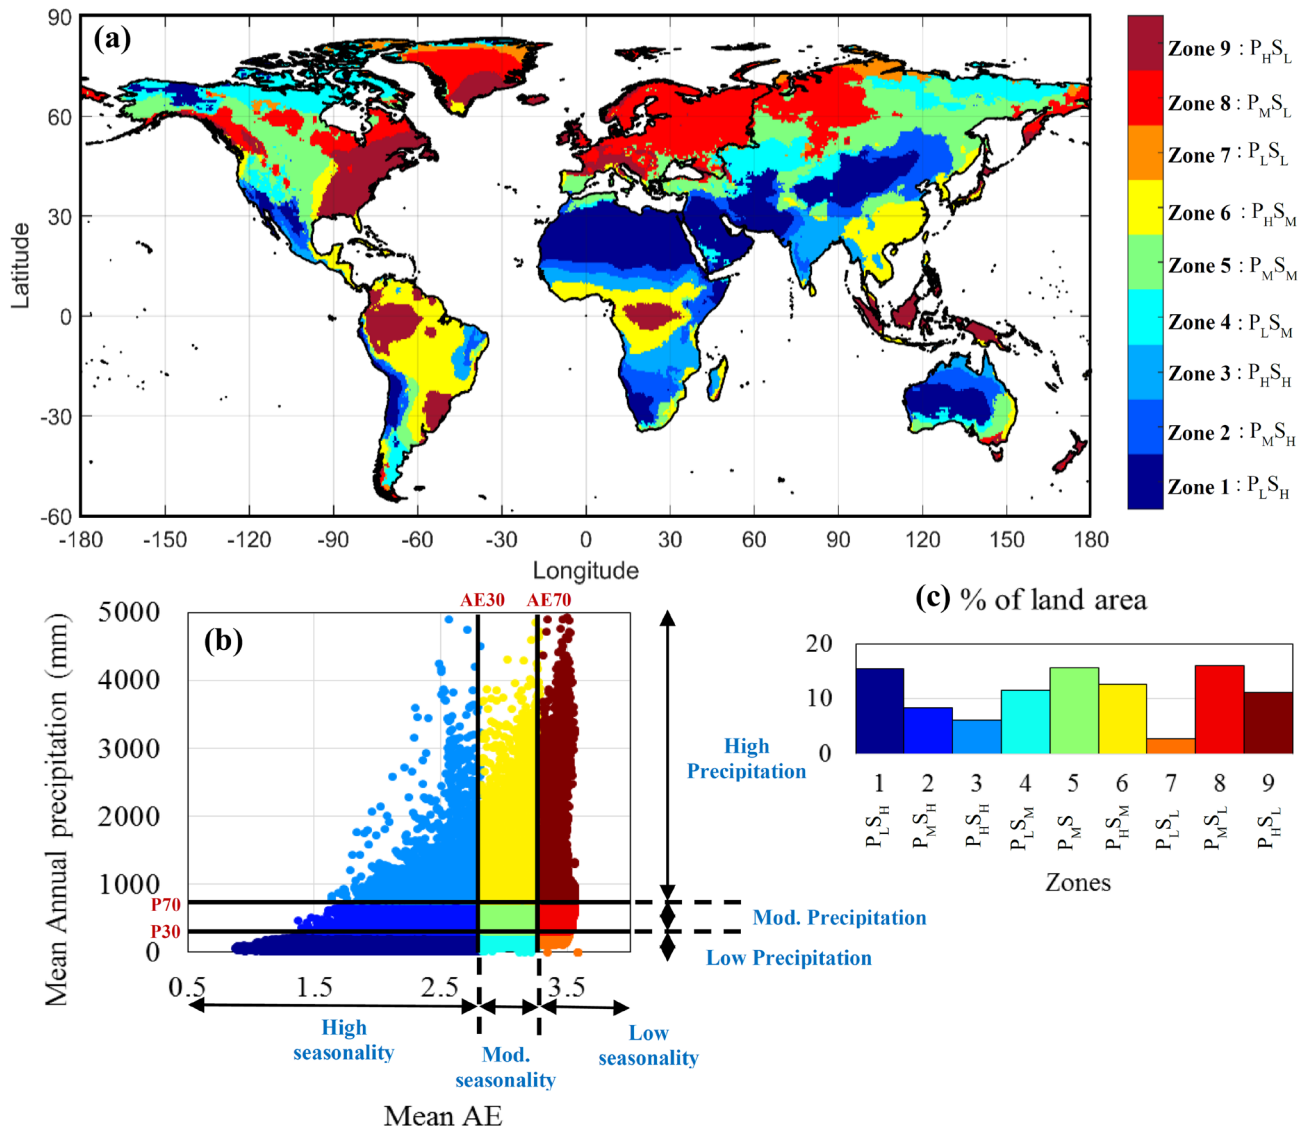 (a)
90
60
30
0
-30
-60
Latitude
-180
-150
-120
-90
-60
-30
0
30
60
90
120
150
180
Longitude
Zone 9 : PHSL
Zone 8 : PMSL
Zone 7 : PLSL
Zone 6 : PHSM
Zone 5 : PMSM
Zone 4 : PLSM
Zone 3 : PHSH
Zone 2 : PMSH
Zone 1 : PLSH
(b)
AE30
AE70
5000
4000
3000
2000
1000
P70
P30
0
Mean Annual precipitation (mm)
0.5
1.5
2.5
3.5
High
seasonality
Mod.
seasonality
Low
seasonality
Mean AE
High
Precipitation
Mod. Precipitation
Low Precipitation
(c) % of land area
20
10
0
1
2
3
4
5
6
7
8
9
PLSH
PMSH
PHSH
PLSM
PMS
PHSM
PLSL
PMSL
PHSL
Zones